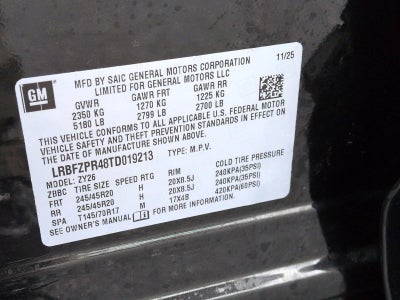 GM
MFD BY SAIC GENERAL MOTORS CORPORATION 11/25
LIMITED FOR GENERAL MOTORS LLC
GVWR GAWR FRT GAWR RR
2350 KG 1270 KG 1225 KG
5180 LB 2799 LB 2700 LB
THIS VEHICLE CONFORMS TO ALL APPLICABLE U.S. FEDERAL MOTOR
VEHICLE SAFETY AND THEFT PREVENTION STANDARDS IN EFFECT ON
THE DATE OF MANUFACTURE SHOWN ABOVE.
LRBFZPR48TD019213 TYPE: M.P.V.
MODEL: ZY26
ZBBC TIRE SIZE SPEED RTG RIM COLD TIRE PRESSURE
FRT 245/45R20 H 20X8.5J 240KPA(35PSI)
RR 245/45R20 H 20X8.5J 240KPA(35PSI)
SPA T145/70R17 M 17X4B 420KPA(60PSI)
SEE OWNER'S MANUAL FOR MORE INFORMATION.